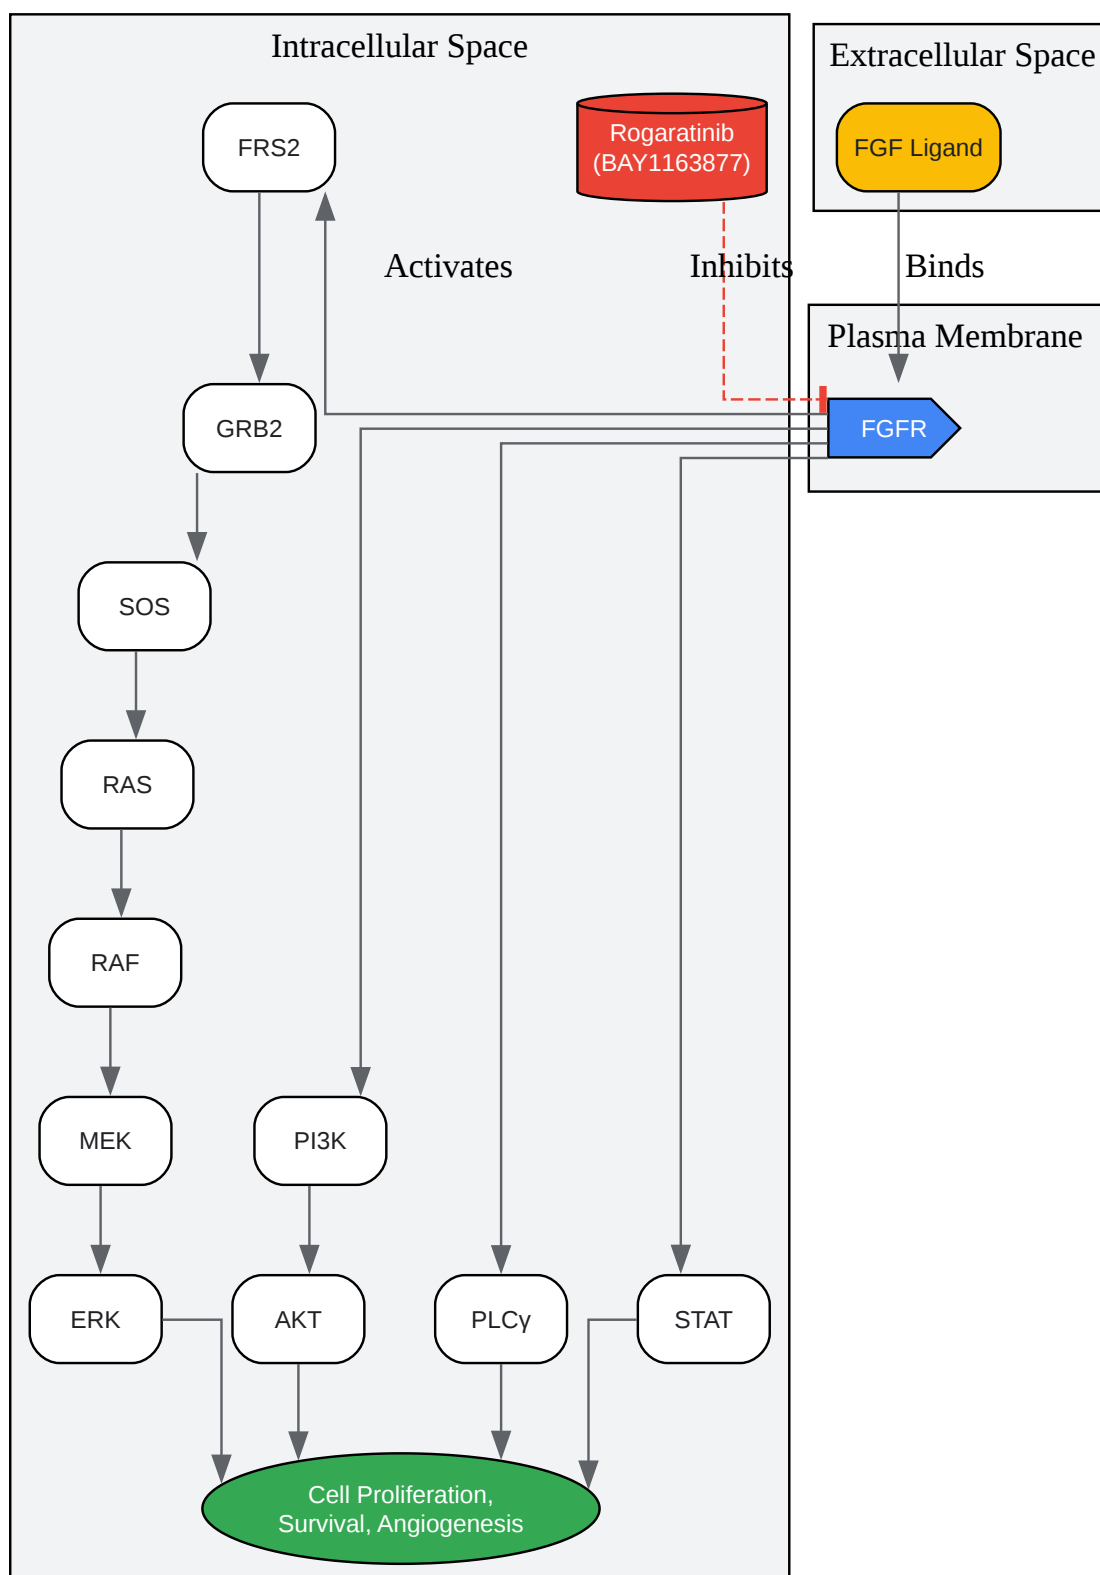 Intracellular Space
Extracellular Space
FRS2
Rogaratinib
(BAY1163877)
FGF Ligand
Activates
Inhibits
Binds
Plasma Membrane
GRB2
FGFR
SOS
RAS
RAF
MEK
PI3K
ERK
AKT
PLCγ
STAT
Cell Proliferation,
Survival, Angiogenesis